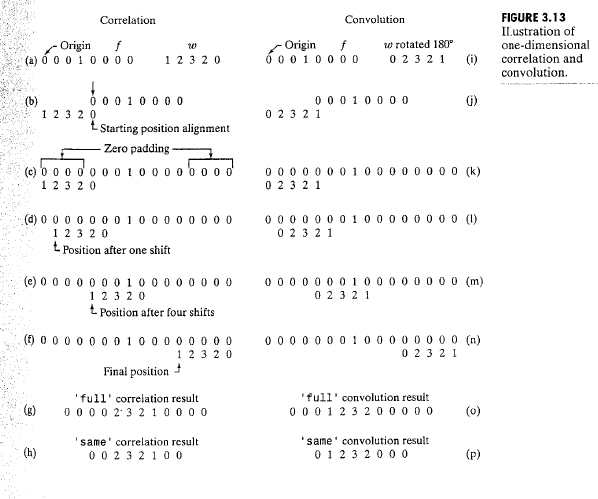 Correlation
Convolution
FIGURE 3.13
Illustration of
one-dimensional
correlation and
convolution.
Origin f w
(a) 0 0 0 1 0 0 0 0 1 2 3 2 0
Origin f w rotated 180°
0 0 0 1 0 0 0 0 0 2 3 2 1 (i)
(b) 0 0 0 1 0 0 0 0
1 2 3 2 0
Starting position alignment
0 0 0 1 0 0 0 0 (j)
0 2 3 2 1
Zero padding
(c) 0 0 0 0 0 0 0 1 0 0 0 0 0 0 0 0
1 2 3 2 0
0 0 0 0 0 0 0 1 0 0 0 0 0 0 0 0 (k)
0 2 3 2 1
(d) 0 0 0 0 0 0 0 1 0 0 0 0 0 0 0 0
1 2 3 2 0
Position after one shift
0 0 0 0 0 0 0 1 0 0 0 0 0 0 0 0 (l)
0 2 3 2 1
(e) 0 0 0 0 0 0 0 1 0 0 0 0 0 0 0 0
1 2 3 2 0
Position after four shifts
0 0 0 0 0 0 0 1 0 0 0 0 0 0 0 0 (m)
0 2 3 2 1
(f) 0 0 0 0 0 0 0 1 0 0 0 0 0 0 0 0
1 2 3 2 0
Final position
0 0 0 0 0 0 0 1 0 0 0 0 0 0 0 0 (n)
0 2 3 2 1
'full' correlation result
(g) 0 0 0 0 2 3 2 1 0 0 0 0
'full' convolution result
0 0 0 1 2 3 2 0 0 0 0 0 (o)
'same' correlation result
(h) 0 0 2 3 2 1 0 0
'same' convolution result
0 1 2 3 2 0 0 0 (p)